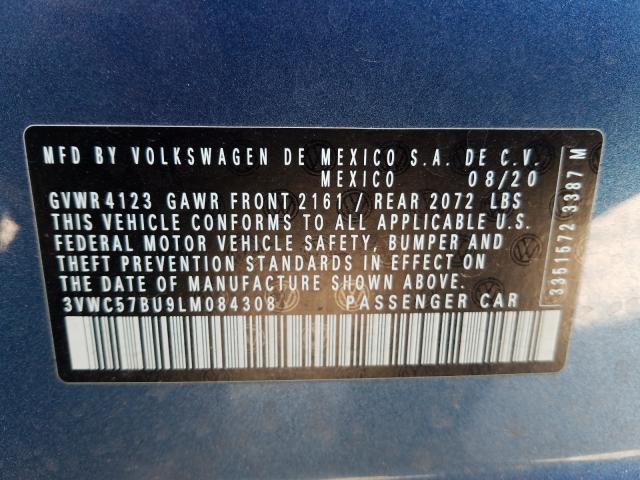 MFD BY VOLKSWAGEN DE MEXICO S.A. DE C.V.
MEXICO 08/20
GVWR4123 GAWR FRONT 2161/REAR 2072 LBS
THIS VEHICLE CONFORMS TO ALL APPLICABLE U.S.
FEDERAL MOTOR VEHICLE SAFETY, BUMPER AND
THEFT PREVENTION STANDARDS IN EFFECT ON
THE DATE OF MANUFACTURE SHOWN ABOVE
3VWC57BU9LM084308 PASSENGER CAR
3351572 3387 M